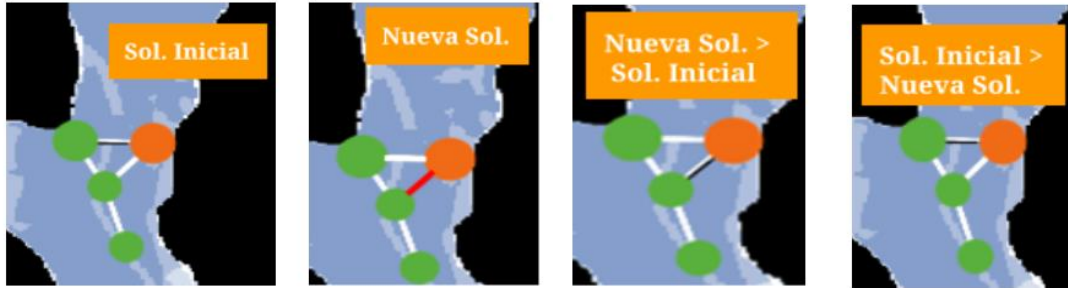 Sol. Inicial
Nueva Sol.
Nueva Sol. >
Sol. Inicial
Sol. Inicial >
Nueva Sol.